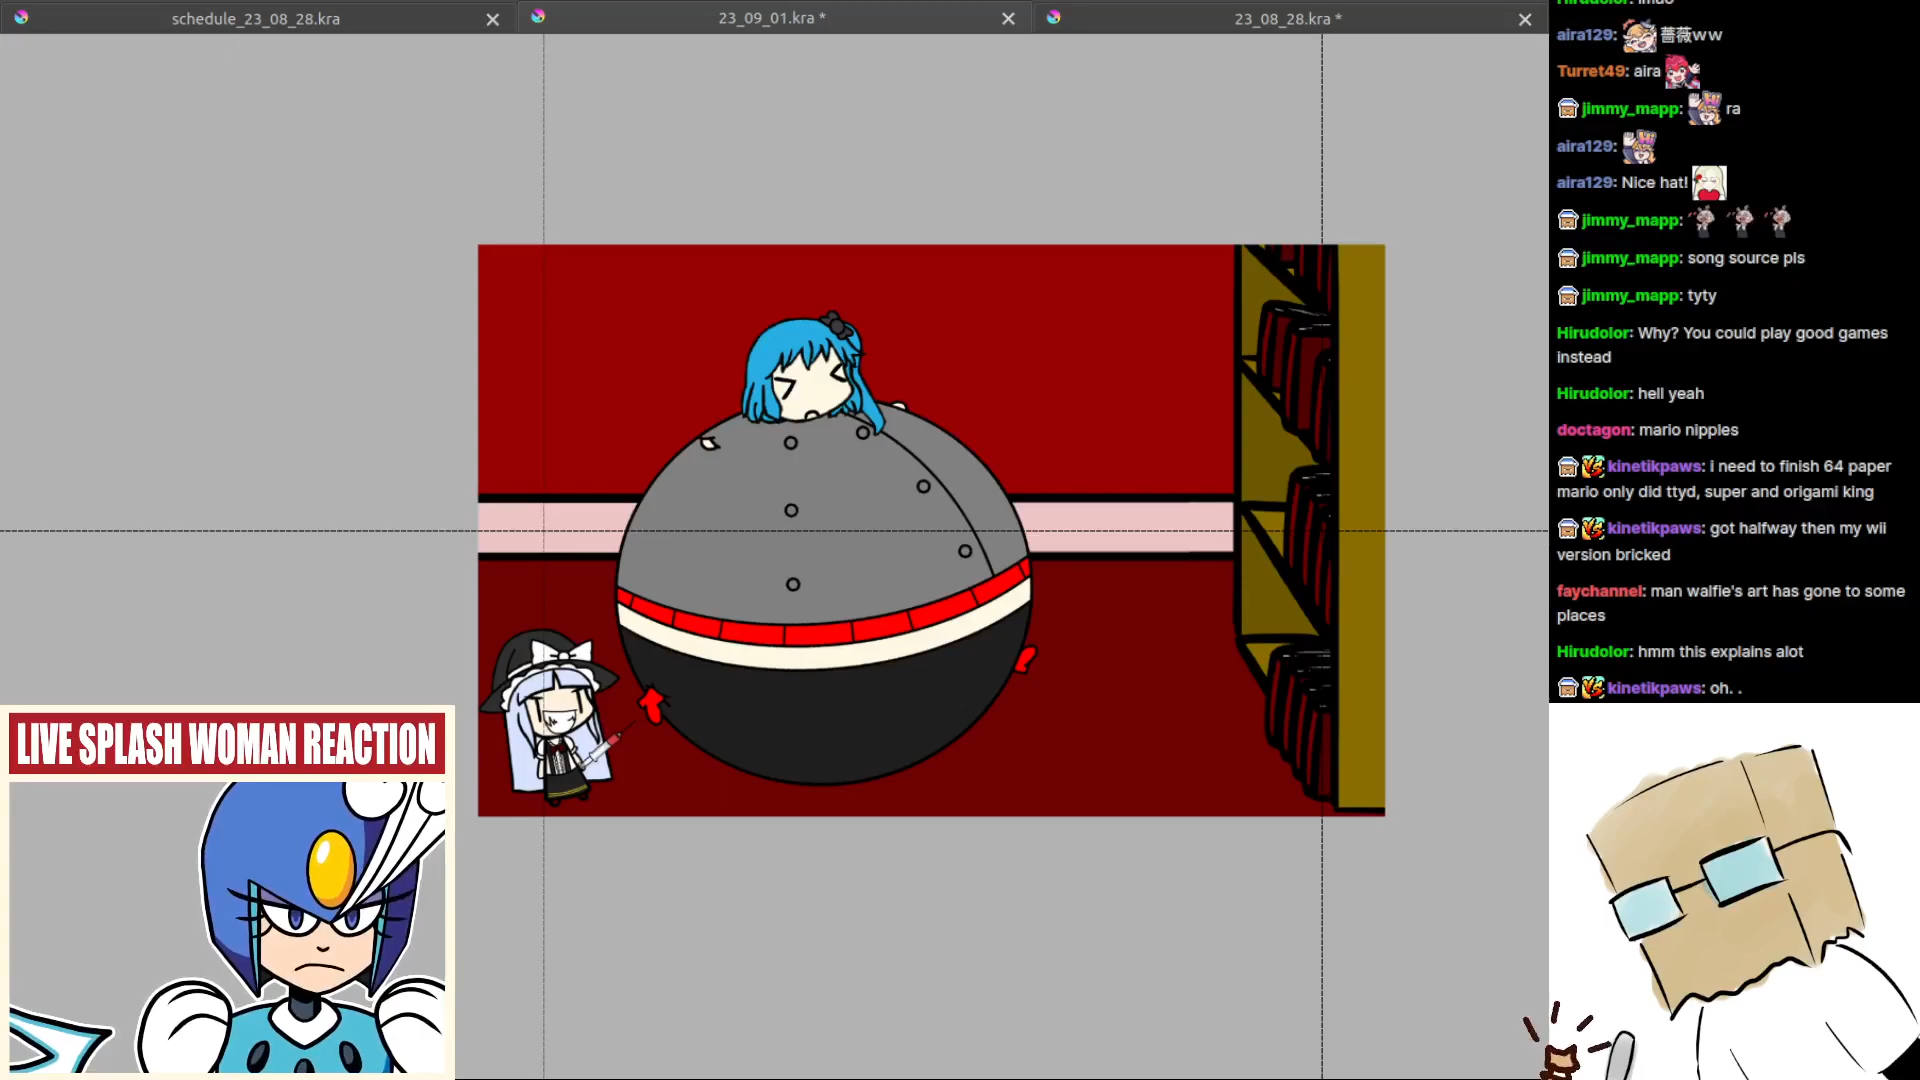 schedule_23_08_28.kra
23_09_01.kra *
23_08_28.kra *
aira129: 薔薇ww
Turret49: aira
jimmy_mapp: ra
aira129:
aira129: Nice hat!
jimmy_mapp:
jimmy_mapp: song source pls
jimmy_mapp: tyty
Hirudolor: Why? You could play good games
instead
Hirudolor: hell yeah
doctagon: mario nipples
kinetikpaws: i need to finish 64 paper
mario only did ttyd, super and origami king
kinetikpaws: got halfway then my wii
version bricked
faychannel: man walfie's art has gone to some
places
Hirudolor: hmm this explains alot
kinetikpaws: oh. .
LIVE SPLASH WOMAN REACTION